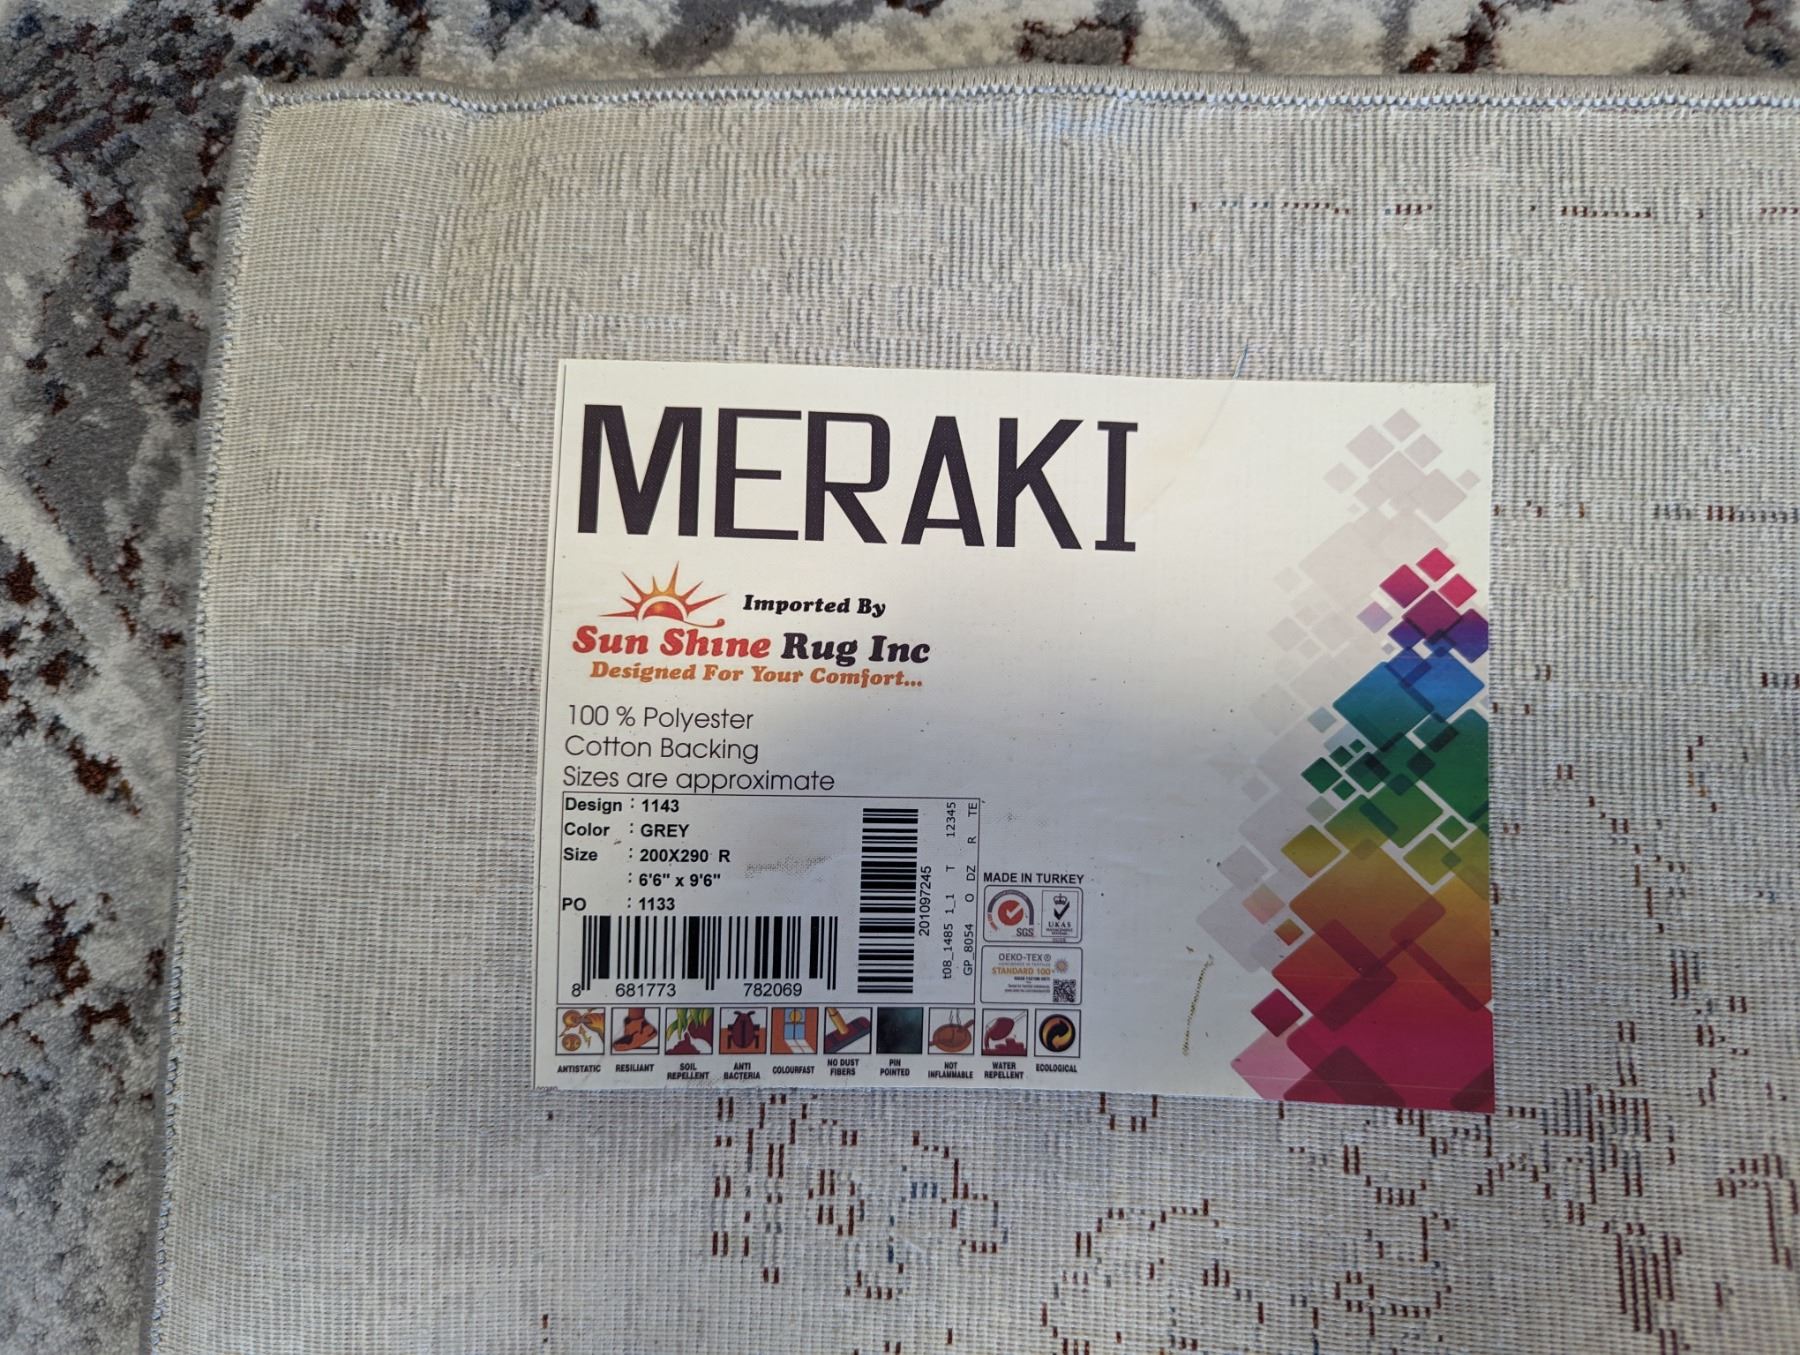 MERAKI
Imported By
Sun Shine Rug Inc
Designed For Your Comfort...
100 % Polyester
Cotton Backing
Sizes are approximate
Design : 1143
Color : GREY
Size : 200X290 R
: 6'6" x 9'6"
PO : 1133
8 681773 782069
201097245
t08_1485 1_1 T 12345
GP_8054 O DZ R TE
MADE IN TURKEY
SGS
UKAS
MANAGEMENT
SYSTEMS
OEKO-TEX®
STANDARD 100
ANTISTATIC
RESILIANT
SOIL REPELLENT
ANTI BACTERIA
COLOURFAST
NO DUST FIBERS
PIN POINTED
NOT INFLAMMABLE
WATER REPELLENT
ECOLOGICAL